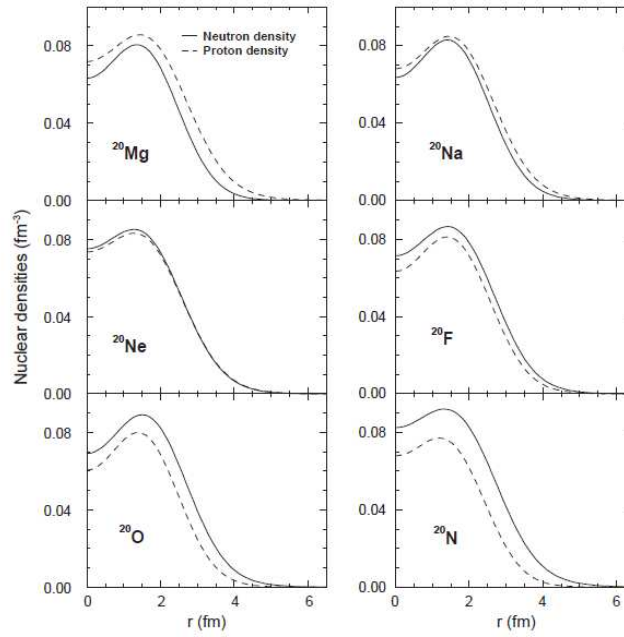 Nuclear densities (fm⁻³)
0.08
0.04
0.00
Neutron density
Proton density
²⁰Mg
0.08
0.04
0.00
²⁰Na
0.08
0.04
0.00
²⁰Ne
0.08
0.04
0.00
²⁰F
0.08
0.04
0.00
²⁰O
0 2 4 6
r (fm)
0.08
0.04
0.00
²⁰N
0 2 4 6
r (fm)